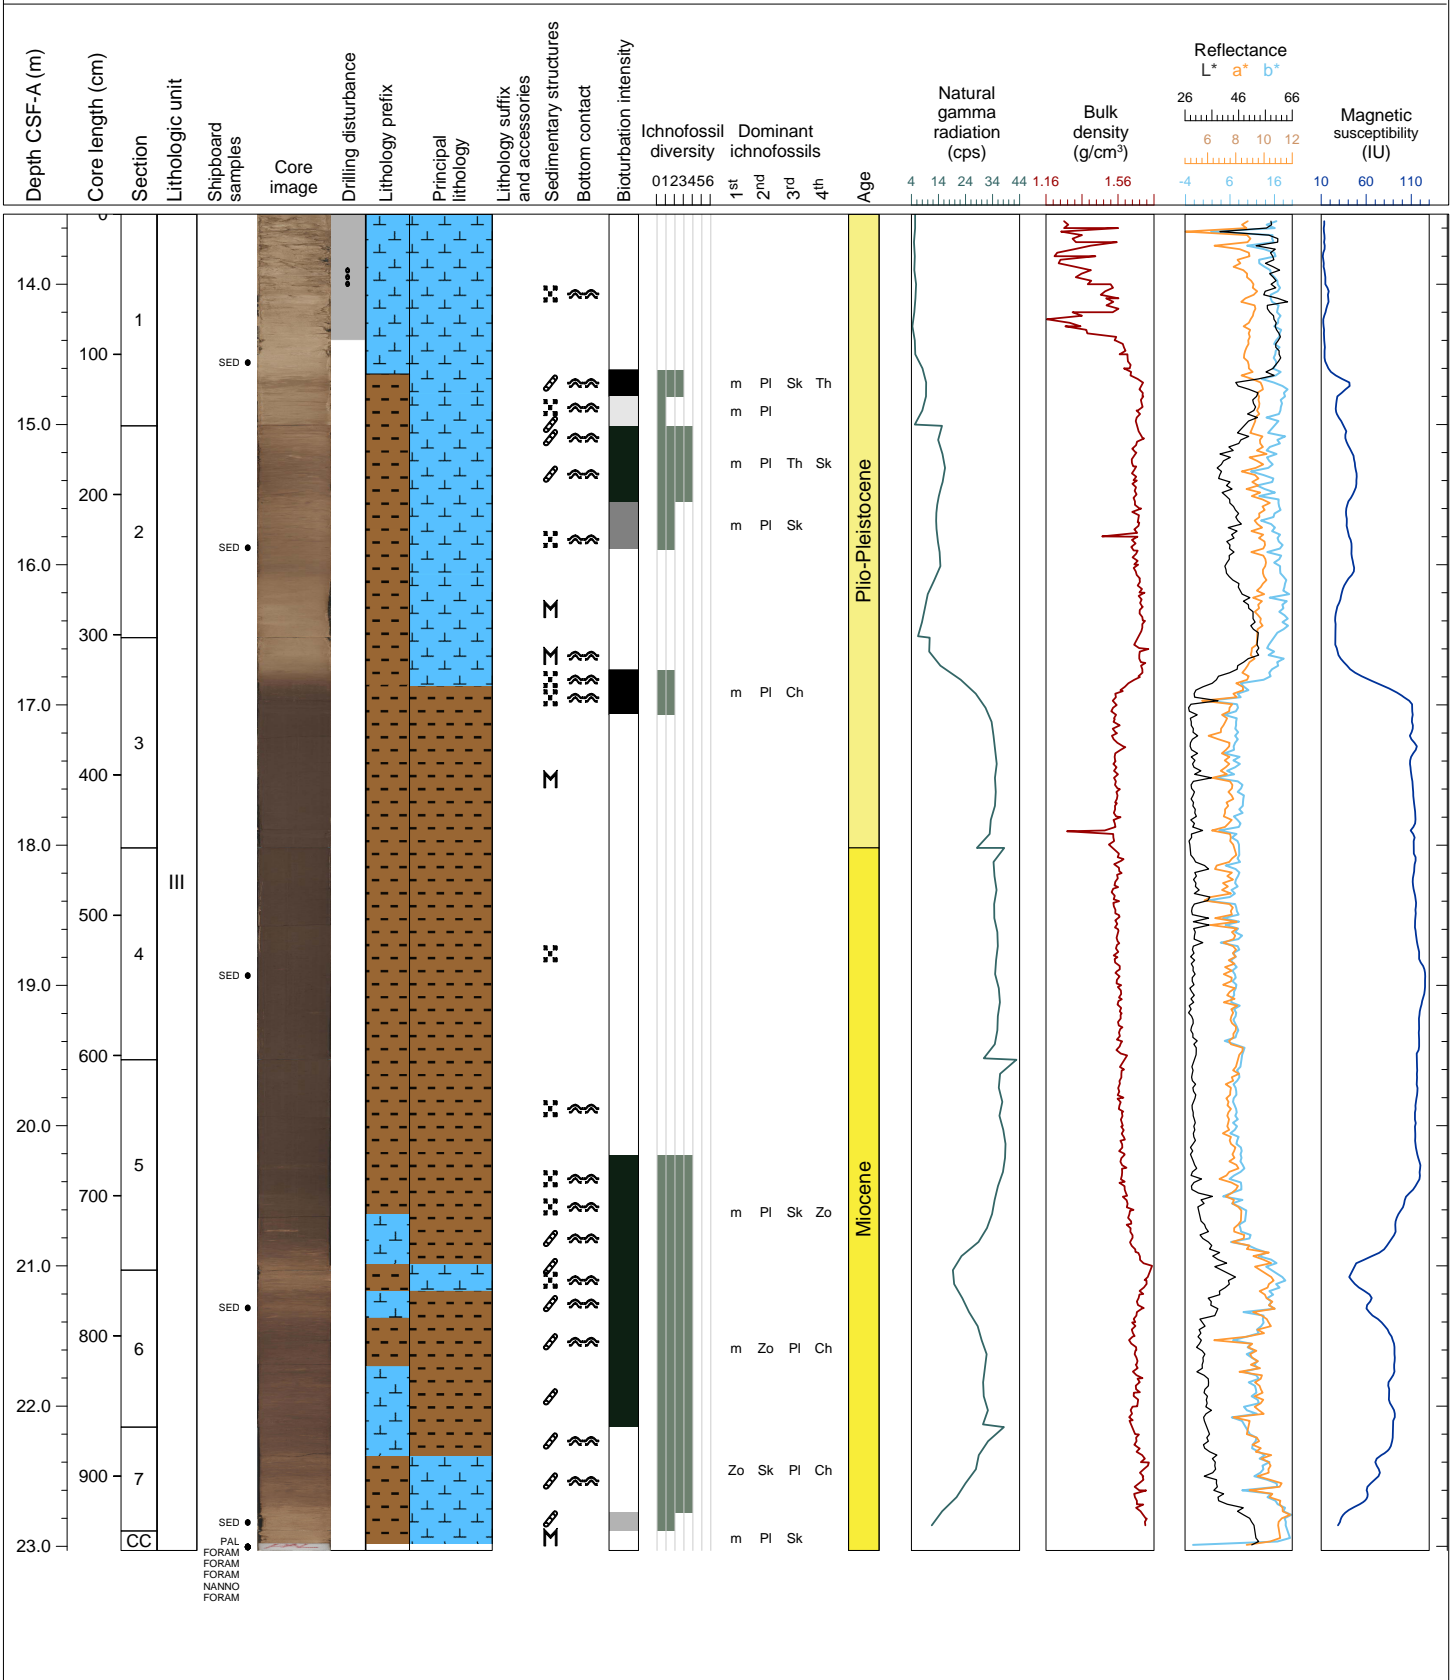 Depth CSF-A (m)
Core length (cm)
Section
Lithologic unit
Shipboard
samples
Core
image
Drilling disturbance
Lithology prefix
Principal
lithology
Lithology suffix
and accessories
Sedimentary structures
Bottom contact
Bioturbation intensity
Ichnofossil
diversity
0123456
Dominant
ichnofossils
1st
2nd
3rd
4th
Age
Natural
gamma
radiation
(cps)
4 14 24 34 44
Bulk
density
(g/cm³)
1.16 1.56
Reflectance
L* a* b*
26 46 66
6 8 10 12
-4 6 16
Magnetic
susceptibility
(IU)
10 60 110
0
14.0
1
100
SED
m Pl Sk Th
m Pl
15.0
m Pl Th Sk
200
2
m Pl Sk
SED
16.0
Plio-Pleistocene
300
m Pl Ch
17.0
3
400
18.0
III
500
4
SED
19.0
600
20.0
5
700
m Pl Sk Zo
Miocene
21.0
SED
800
6
m Zo Pl Ch
22.0
900
7
Zo Sk Pl Ch
SED
CC
m Pl Sk
23.0
PAL
FORAM
FORAM
FORAM
NANNO
FORAM